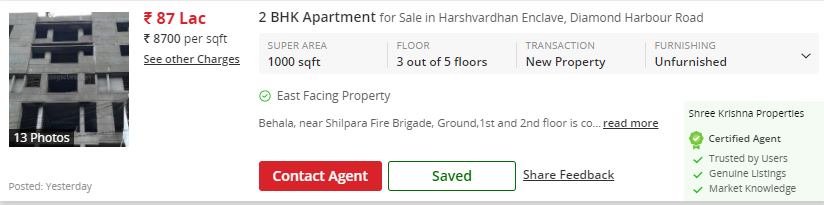 ₹ 87 Lac
₹ 8700 per sqft
See other Charges
13 Photos
Posted: Yesterday
2 BHK Apartment for Sale in Harshvardhan Enclave, Diamond Harbour Road
SUPER AREA
1000 sqft
FLOOR
3 out of 5 floors
TRANSACTION
New Property
FURNISHING
Unfurnished
East Facing Property
Behala, near Shilpara Fire Brigade, Ground,1st and 2nd floor is co... read more
Contact Agent
Saved
Share Feedback
Shree Krishna Properties
Certified Agent
Trusted by Users
Genuine Listings
Market Knowledge